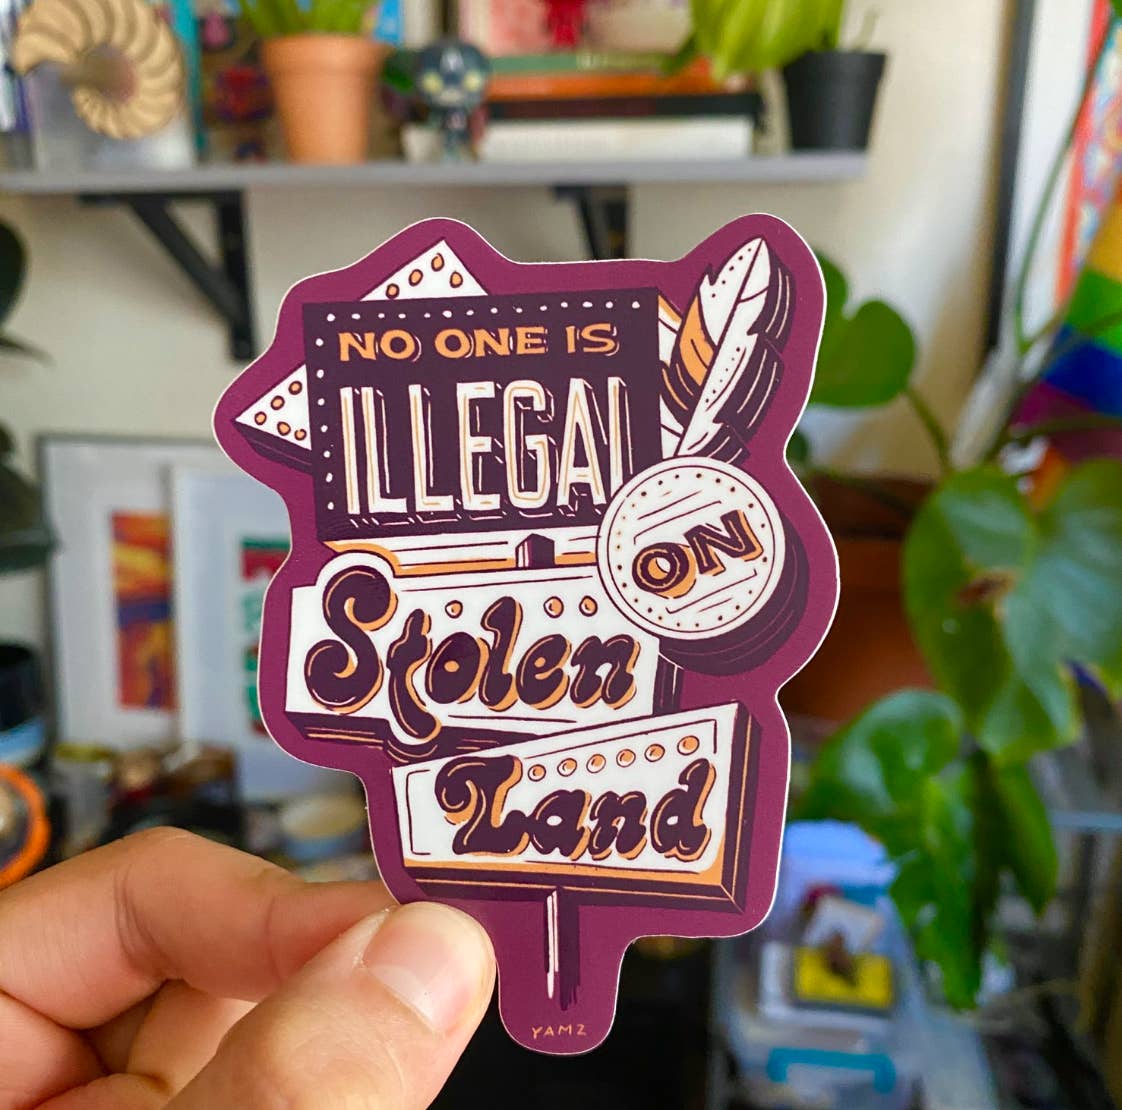 NO ONE IS
ILLEGAL
ON
Stolen
Land
YAMZ